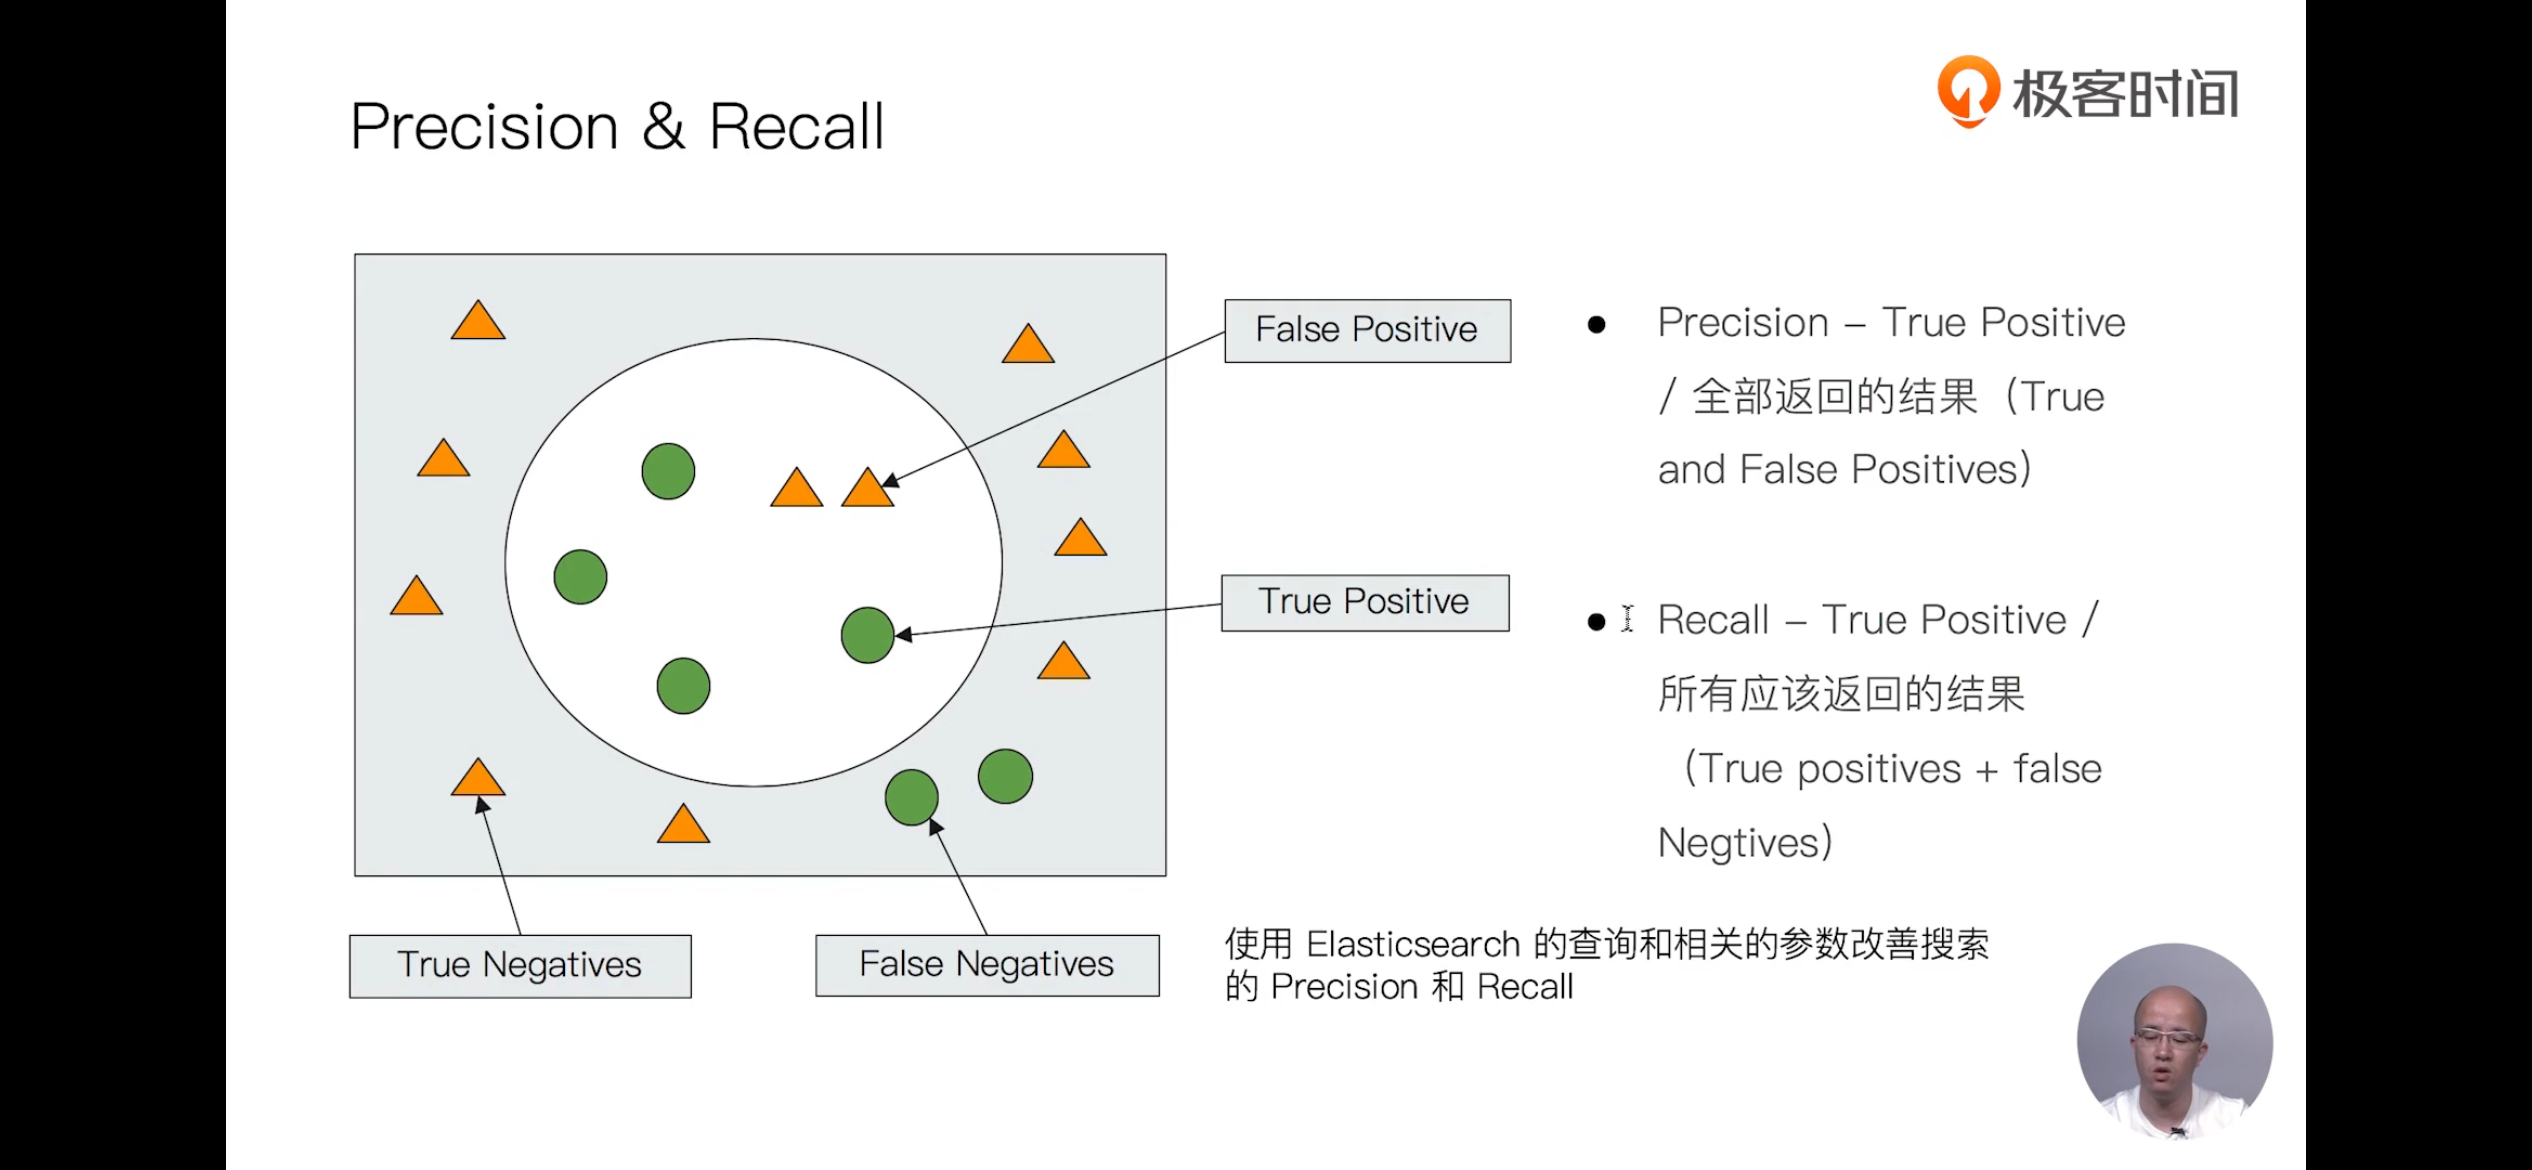 极客时间
Precision & Recall
False Positive
True Positive
True Negatives
False Negatives
● Precision – True Positive
/ 全部返回的结果（True
and False Positives）
● Recall – True Positive /
所有应该返回的结果
（True positives + false
Negtives）
使用 Elasticsearch 的查询和相关的参数改善搜索
的 Precision 和 Recall